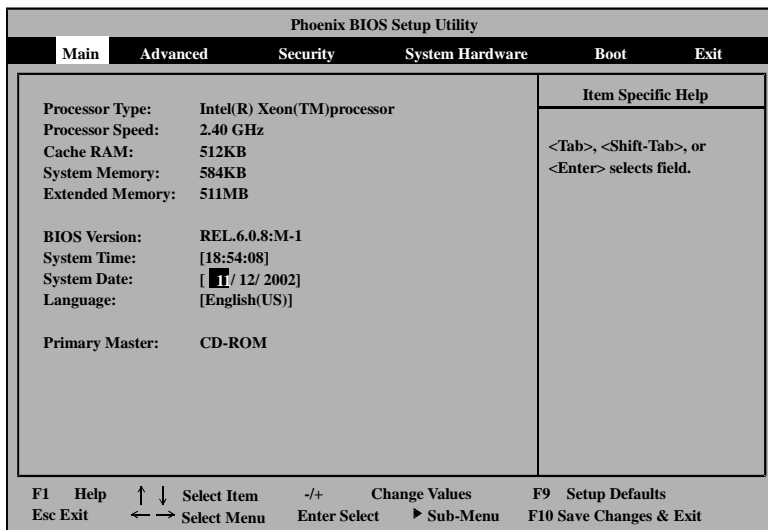 Phoenix BIOS Setup Utility
Main Advanced Security System Hardware Boot Exit
Processor Type: Intel(R) Xeon(TM)processor
Processor Speed: 2.40 GHz
Cache RAM: 512KB
System Memory: 584KB
Extended Memory: 511MB
BIOS Version: REL.6.0.8:M-1
System Time: [18:54:08]
System Date: [ 11/ 12/ 2002]
Language: [English(US)]
Primary Master: CD-ROM
Item Specific Help
<Tab>, <Shift-Tab>, or
<Enter> selects field.
F1 Help ↑ ↓ Select Item -/+ Change Values F9 Setup Defaults
Esc Exit ← → Select Menu Enter Select ▶ Sub-Menu F10 Save Changes & Exit